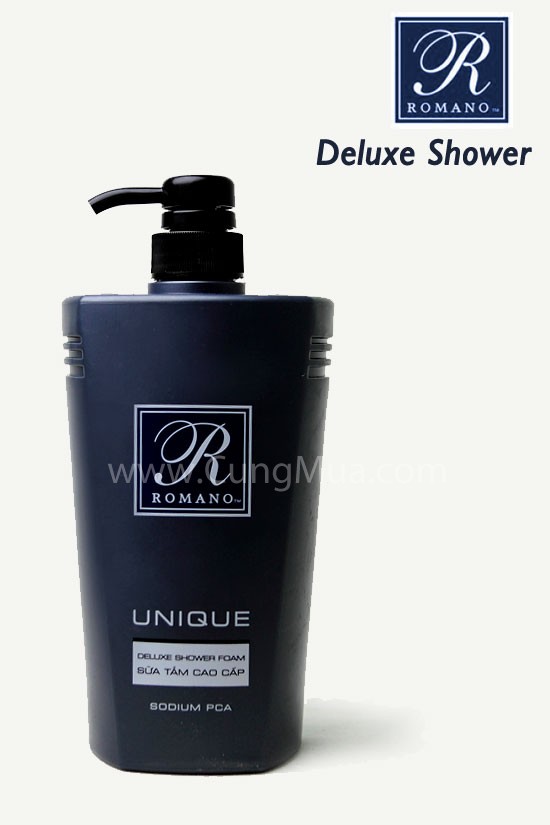 R
ROMANO™
Deluxe Shower
R
www.CungMua.com
ROMANO™
UNIQUE
DELUXE SHOWER FOAM
SỮA TẮM CAO CẤP
SODIUM PCA